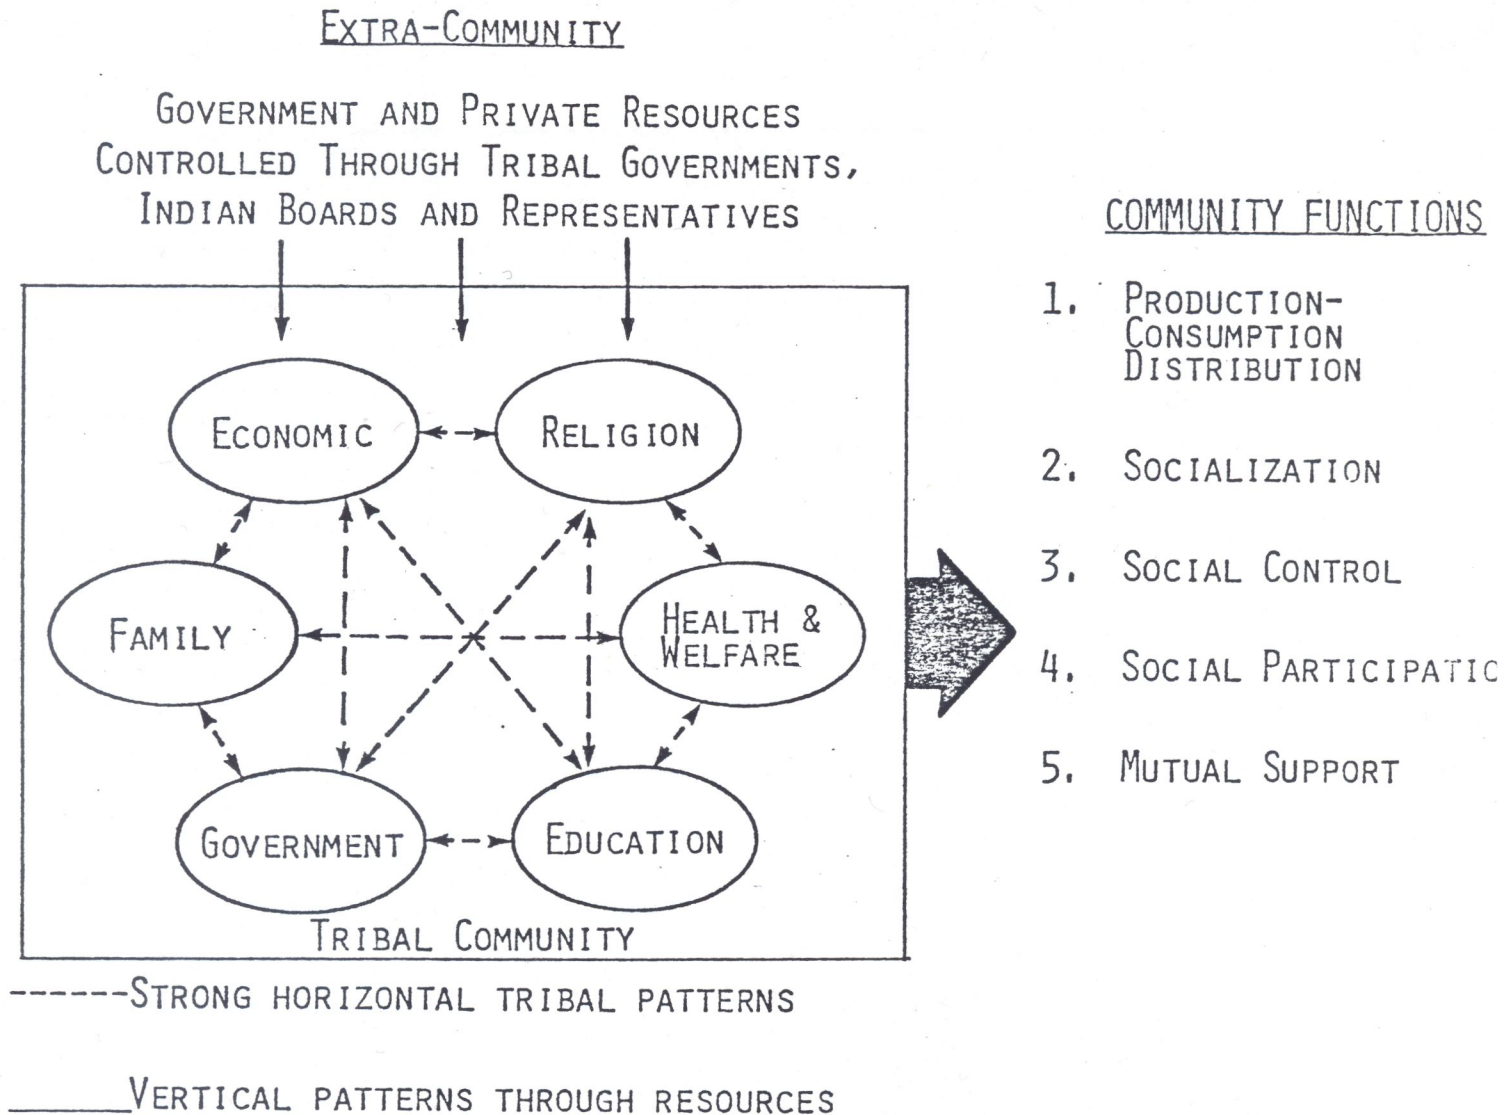 EXTRA-COMMUNITY
GOVERNMENT AND PRIVATE RESOURCES
CONTROLLED THROUGH TRIBAL GOVERNMENTS,
INDIAN BOARDS AND REPRESENTATIVES
ECONOMIC
RELIGION
FAMILY
HEALTH &
WELFARE
GOVERNMENT
EDUCATION
TRIBAL COMMUNITY
------STRONG HORIZONTAL TRIBAL PATTERNS
______VERTICAL PATTERNS THROUGH RESOURCES
COMMUNITY FUNCTIONS
1. PRODUCTION-
CONSUMPTION
DISTRIBUTION
2. SOCIALIZATION
3. SOCIAL CONTROL
4. SOCIAL PARTICIPATIC
5. MUTUAL SUPPORT